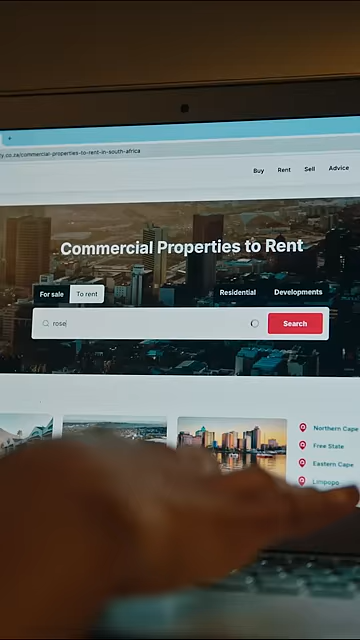 ty.co.za/commercial-properties-to-rent-in-south-africa
Buy Rent Sell Advice
Commercial Properties to Rent
For sale To rent Residential Developments
rose Search
Northern Cape
Free State
Eastern Cape
Limpopo